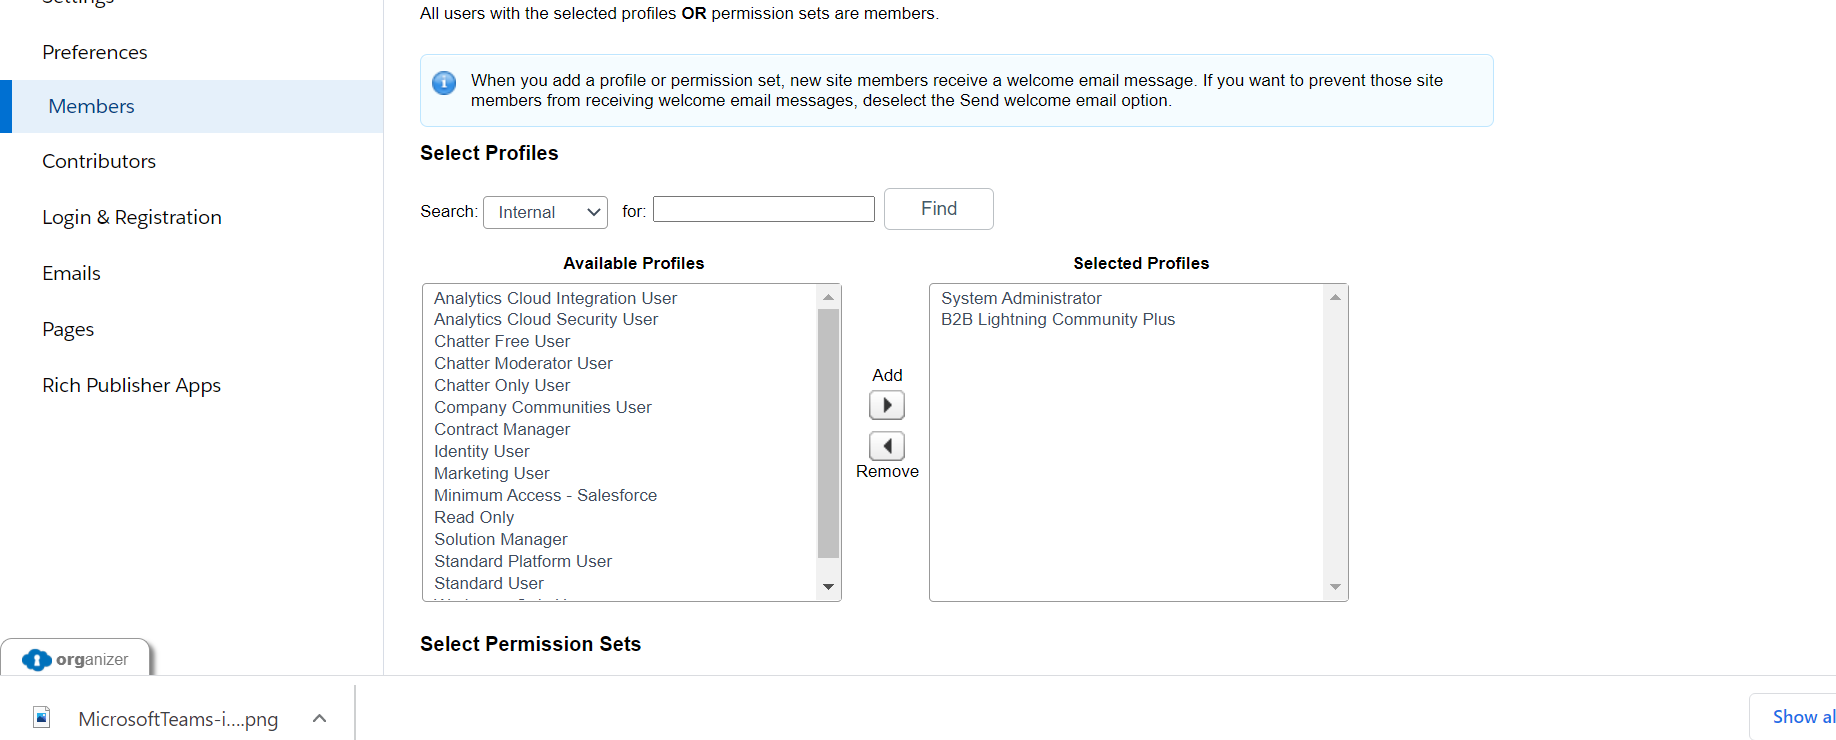 All users with the selected profiles OR permission sets are members.
Preferences
When you add a profile or permission set, new site members receive a welcome email message. If you want to prevent those site
members from receiving welcome email messages, deselect the Send welcome email option.
Members
Contributors
Login & Registration
Emails
Pages
Rich Publisher Apps
Select Profiles
Search: Internal for: Find
Available Profiles
Analytics Cloud Integration User
Analytics Cloud Security User
Chatter Free User
Chatter Moderator User
Chatter Only User
Company Communities User
Contract Manager
Identity User
Marketing User
Minimum Access - Salesforce
Read Only
Solution Manager
Standard Platform User
Standard User
Add
Remove
Selected Profiles
System Administrator
B2B Lightning Community Plus
Select Permission Sets
organizer
MicrosoftTeams-i....png
Show al